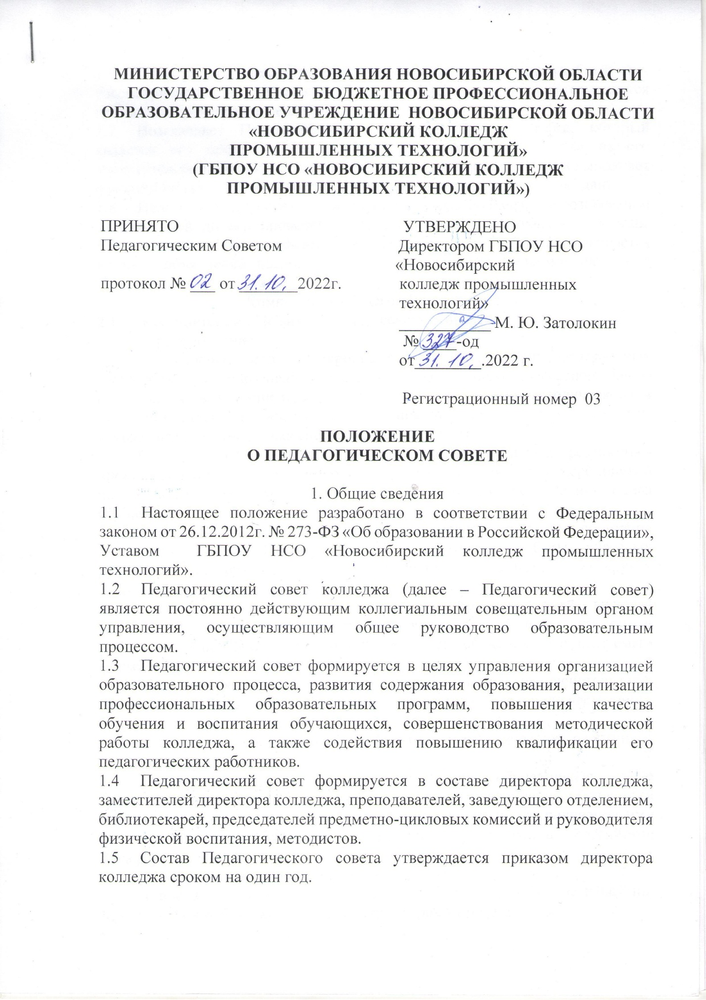 МИНИСТЕРСТВО ОБРАЗОВАНИЯ НОВОСИБИРСКОЙ ОБЛАСТИ
ГОСУДАРСТВЕННОЕ БЮДЖЕТНОЕ ПРОФЕССИОНАЛЬНОЕ
ОБРАЗОВАТЕЛЬНОЕ УЧРЕЖДЕНИЕ НОВОСИБИРСКОЙ ОБЛАСТИ
«НОВОСИБИРСКИЙ КОЛЛЕДЖ
ПРОМЫШЛЕННЫХ ТЕХНОЛОГИЙ»
(ГБПОУ НСО «НОВОСИБИРСКИЙ КОЛЛЕДЖ
ПРОМЫШЛЕННЫХ ТЕХНОЛОГИЙ»)
ПРИНЯТО
Педагогическим Советом
протокол № 02 от 31.10. 2022г.
УТВЕРЖДЕНО
Директором ГБПОУ НСО
«Новосибирский
колледж промышленных
технологий»
___________М. Ю. Затолокин
№ 327-од
от 31. 10, .2022 г.
Регистрационный номер 03
ПОЛОЖЕНИЕ
О ПЕДАГОГИЧЕСКОМ СОВЕТЕ
1. Общие сведения
1.1 Настоящее положение разработано в соответствии с Федеральным
законом от 26.12.2012г. № 273-ФЗ «Об образовании в Российской Федерации»,
Уставом ГБПОУ НСО «Новосибирский колледж промышленных
технологий».
1.2 Педагогический совет колледжа (далее – Педагогический совет)
является постоянно действующим коллегиальным совещательным органом
управления, осуществляющим общее руководство образовательным
процессом.
1.3 Педагогический совет формируется в целях управления организацией
образовательного процесса, развития содержания образования, реализации
профессиональных образовательных программ, повышения качества
обучения и воспитания обучающихся, совершенствования методической
работы колледжа, а также содействия повышению квалификации его
педагогических работников.
1.4 Педагогический совет формируется в составе директора колледжа,
заместителей директора колледжа, преподавателей, заведующего отделением,
библиотекарей, председателей предметно-цикловых комиссий и руководителя
физической воспитания, методистов.
1.5 Состав Педагогического совета утверждается приказом директора
колледжа сроком на один год.